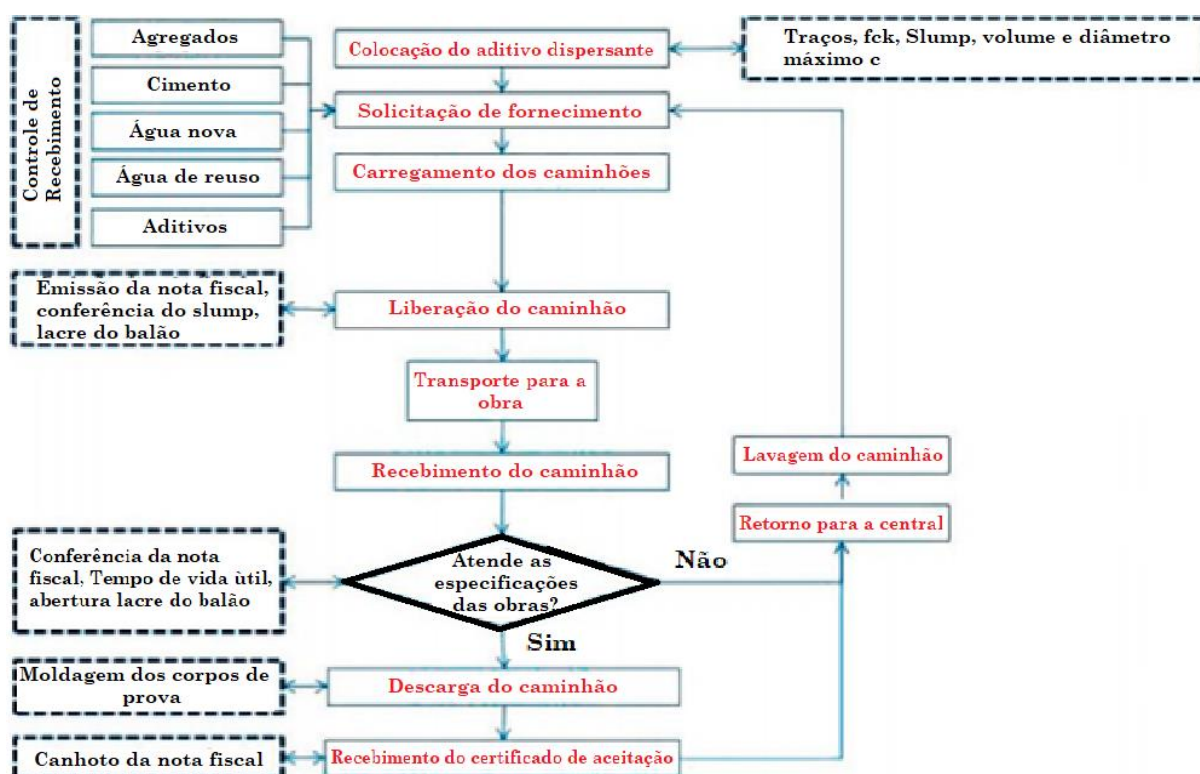 Controle de
Recebimento
Agregados
Cimento
Água nova
Água de reuso
Aditivos
Colocação do aditivo dispersante
Traços, fck, Slump, volume e diâmetro
máximo c
Solicitação de fornecimento
Carregamento dos caminhões
Emissão da nota fiscal,
conferência do slump,
lacre do balão
Liberação do caminhão
Transporte para a
obra
Recebimento do caminhão
Lavagem do caminhão
Retorno para a central
Conferência da nota
fiscal, Tempo de vida ùtil,
abertura lacre do balão
Atende as
especificações
das obras?
Não
Sim
Moldagem dos corpos de
prova
Descarga do caminhão
Canhoto da nota fiscal
Recebimento do certificado de aceitação